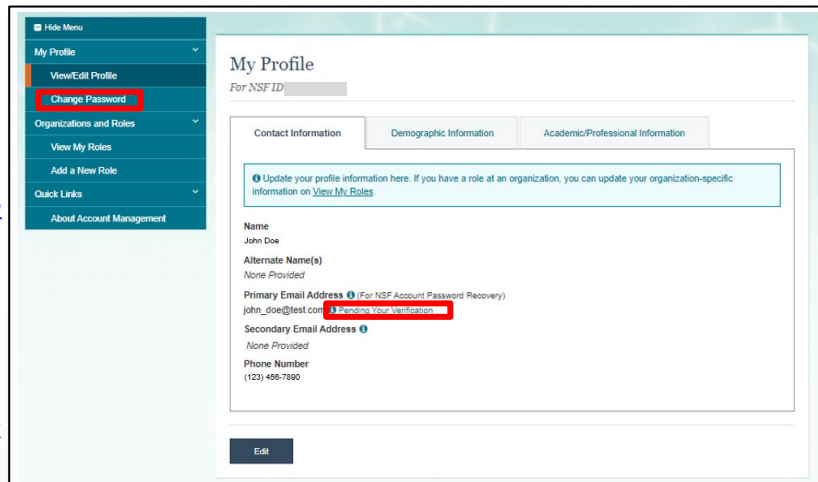 Hide Menu
My Profile
View/Edit Profile
Change Password
Organizations and Roles
View My Roles
Add a New Role
Quick Links
About Account Management
My Profile
For NSF ID
Contact Information
Demographic Information
Academic/Professional Information
Update your profile information here. If you have a role at an organization, you can update your organization-specific
information on View My Roles.
Name
John Doe
Alternate Name(s)
None Provided
Primary Email Address (For NSF Account Password Recovery)
john_doe@test.com Pending Your Verification
Secondary Email Address
None Provided
Phone Number
(123) 456-7890
Edit